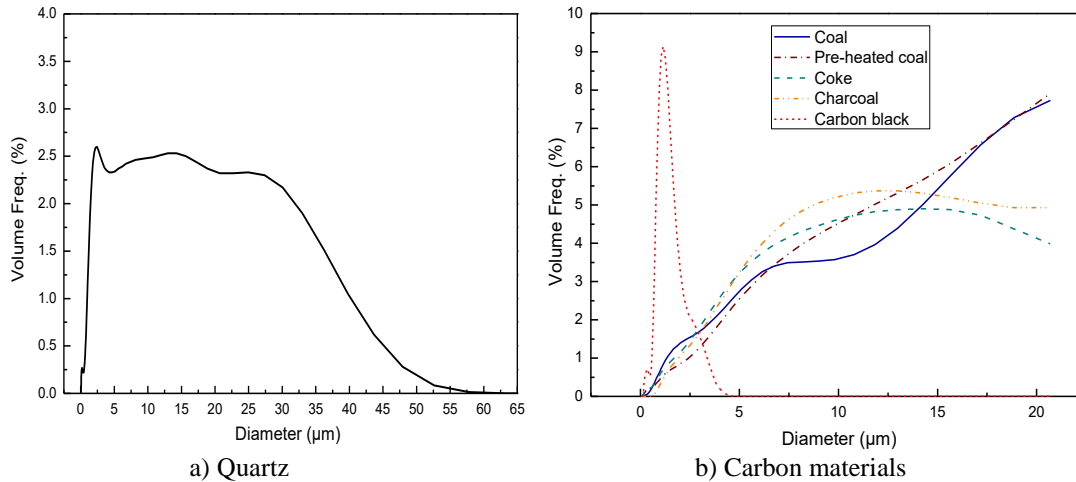 4.0
3.5
3.0
2.5
2.0
1.5
1.0
0.5
0.0
Volume Freq. (%)
0 5 10 15 20 25 30 35 40 45 50 55 60 65
Diameter (µm)
a) Quartz
10
9
8
7
6
5
4
3
2
1
0
Volume Freq. (%)
Coal
Pre-heated coal
Coke
Charcoal
Carbon black
0 5 10 15 20
Diameter (µm)
b) Carbon materials